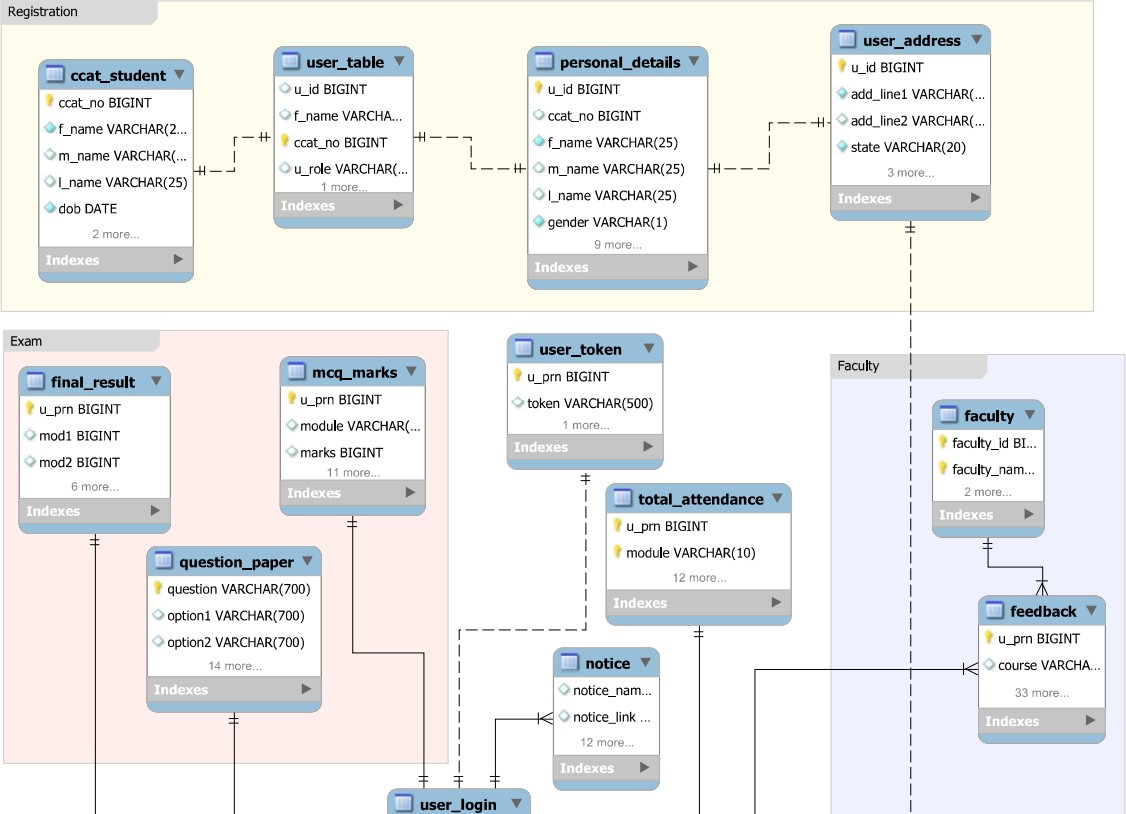 Registration
ccat_student
ccat_no BIGINT
f_name VARCHAR(2...
m_name VARCHAR(...
l_name VARCHAR(25)
dob DATE
2 more...
Indexes
user_table
u_id BIGINT
f_name VARCHA...
ccat_no BIGINT
u_role VARCHAR(...
1 more...
Indexes
personal_details
u_id BIGINT
ccat_no BIGINT
f_name VARCHAR(25)
m_name VARCHAR(25)
l_name VARCHAR(25)
gender VARCHAR(1)
9 more...
Indexes
user_address
u_id BIGINT
add_line1 VARCHAR(...
add_line2 VARCHAR(...
state VARCHAR(20)
3 more...
Indexes
Exam
final_result
u_prn BIGINT
mod1 BIGINT
mod2 BIGINT
6 more...
Indexes
mcq_marks
u_prn BIGINT
module VARCHAR(...
marks BIGINT
11 more...
Indexes
question_paper
question VARCHAR(700)
option1 VARCHAR(700)
option2 VARCHAR(700)
14 more...
Indexes
user_token
u_prn BIGINT
token VARCHAR(500)
1 more...
Indexes
total_attendance
u_prn BIGINT
module VARCHAR(10)
12 more...
Indexes
notice
notice_nam...
notice_link ...
12 more...
Indexes
user_login
Faculty
faculty
faculty_id BI...
faculty_nam...
2 more...
Indexes
feedback
u_prn BIGINT
course VARCHA...
33 more...
Indexes